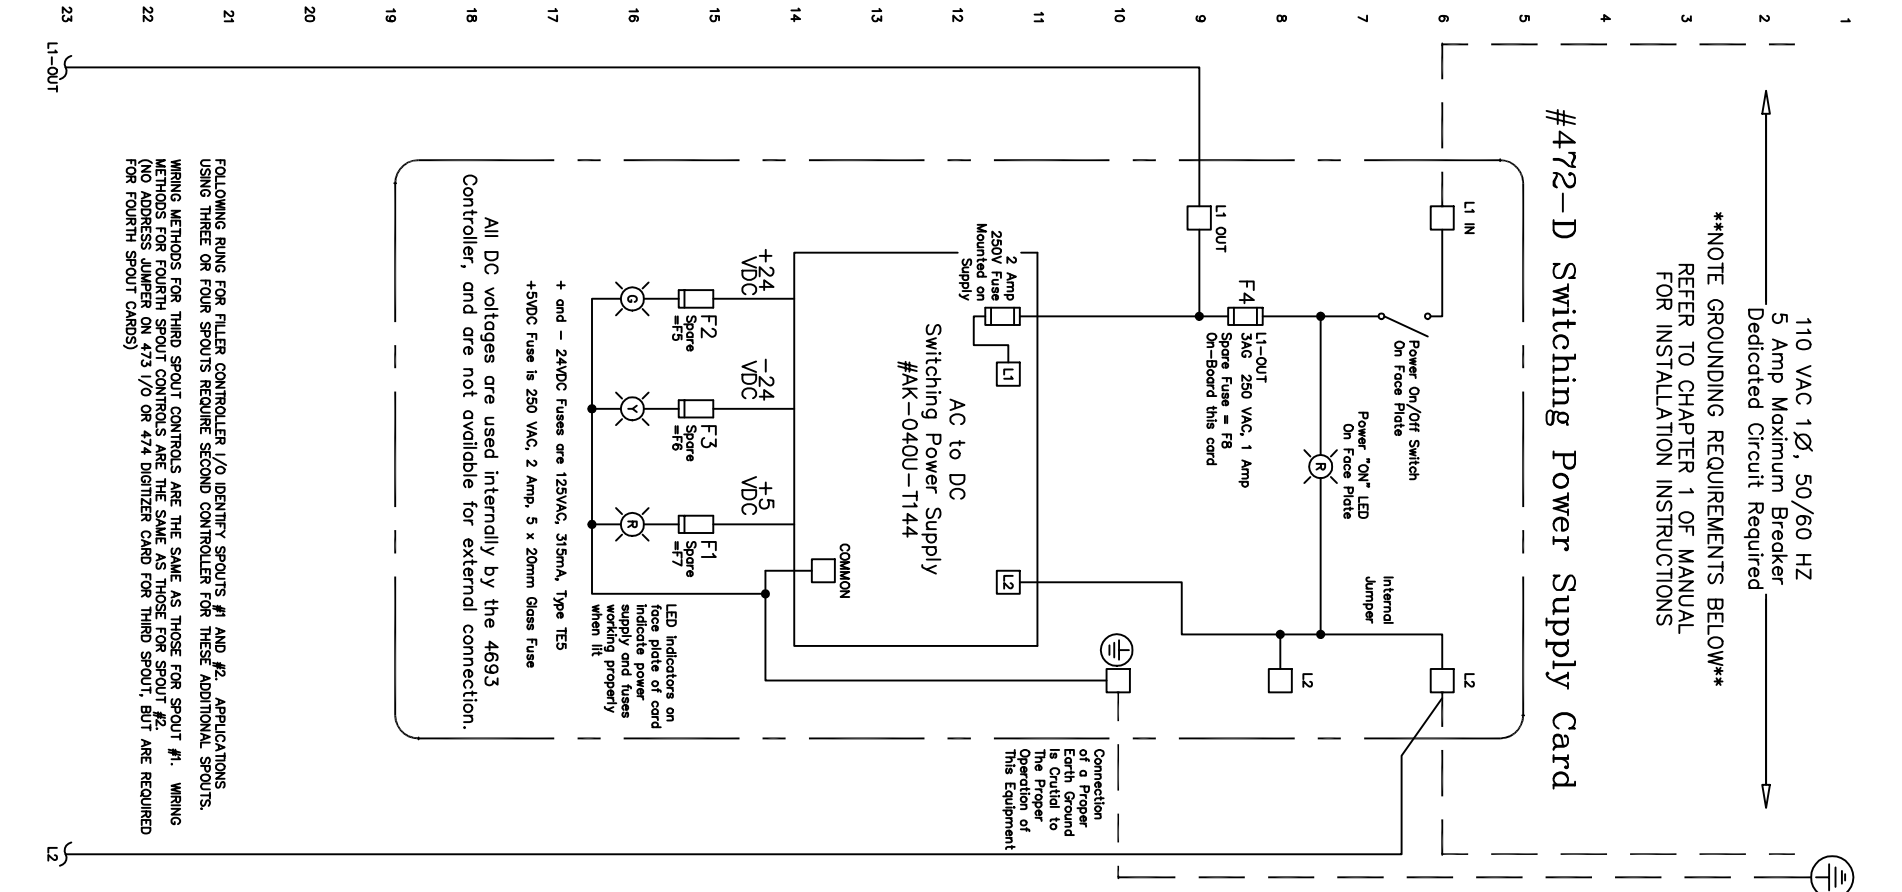 1
2
3
4
5
6
7
8
9
10
11
12
13
14
15
16
17
18
19
20
21
22
23
110 VAC 1Ø, 50/60 HZ
5 Amp Maximum Breaker
Dedicated Circuit Required
**NOTE GROUNDING REQUIREMENTS BELOW**
REFER TO CHAPTER 1 OF MANUAL
FOR INSTALLATION INSTRUCTIONS
#472-D Switching Power Supply Card
L1 IN
L2
Power On/Off Switch
On Face Plate
Internal
Jumper
Power "ON" LED
On Face Plate
R
L2
F4
L1-OUT
3AG 250 VAC, 1 Amp
Spare Fuse = F8
On-Board this card
L1 OUT
Connection
of a Proper
Earth Ground
Is Crutial to
The Proper
Operation of
This Equipment
2 Amp
250V Fuse
Mounted on
Supply
L1
L2
AC to DC
Switching Power Supply
#AK-040U-T144
COMMON
+24
VDC
-24
VDC
+5
VDC
F2
Spare
=F5
F3
Spare
=F6
F1
Spare
=F7
G
Y
R
LED Indicators on
face plate of card
indicate power
supply and fuses
working properly
when lit
+ and - 24VDC Fuses are 125VAC, 315mA, Type TE5
+5VDC Fuse is 250 VAC, 2 Amp, 5 x 20mm Glass Fuse
All DC voltages are used internally by the 4693
Controller, and are not available for external connection.
FOLLOWING RUNG FOR FILLER CONTROLLER I/O IDENTIFY SPOUTS #1 AND #2. APPLICATIONS
USING THREE OR FOUR SPOUTS REQUIRE SECOND CONTROLLER FOR THESE ADDITIONAL SPOUTS.
WIRING METHODS FOR THIRD SPOUT CONTROLS ARE THE SAME AS THOSE FOR SPOUT #1. WIRING
METHODS FOR FOURTH SPOUT CONTROLS ARE THE SAME AS THOSE FOR SPOUT #2.
(NO ADDRESS JUMPER ON 473 I/O OR 474 DIGITIZER CARD FOR THIRD SPOUT, BUT ARE REQUIRED
FOR FOURTH SPOUT CARDS)
L1-OUT
L2